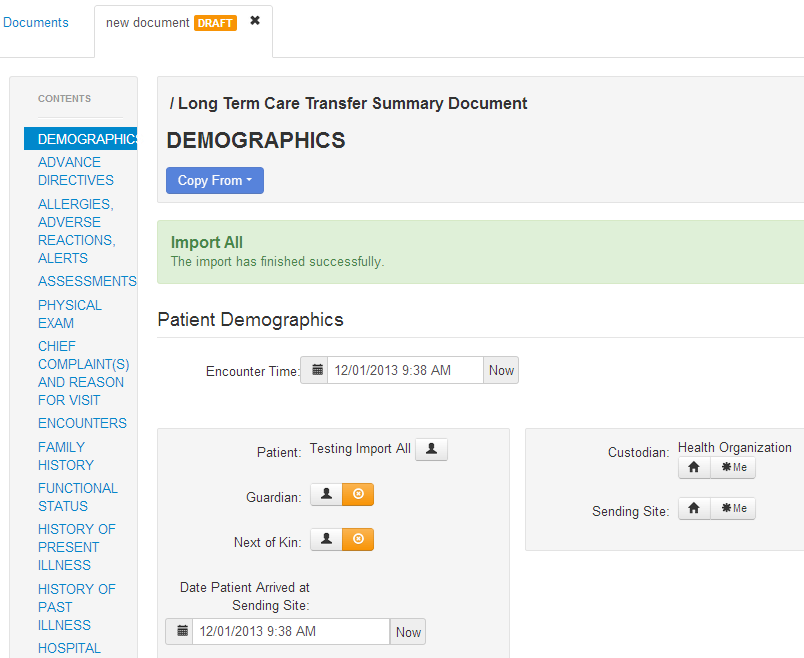 Documents
new document DRAFT ✖
CONTENTS
DEMOGRAPHICS
ADVANCE
DIRECTIVES
ALLERGIES,
ADVERSE
REACTIONS,
ALERTS
ASSESSMENTS
PHYSICAL
EXAM
CHIEF
COMPLAINT(S)
AND REASON
FOR VISIT
ENCOUNTERS
FAMILY
HISTORY
FUNCTIONAL
STATUS
HISTORY OF
PRESENT
ILLNESS
HISTORY OF
PAST
ILLNESS
HOSPITAL
/ Long Term Care Transfer Summary Document
DEMOGRAPHICS
Copy From
Import All
The import has finished successfully.
Patient Demographics
Encounter Time: 12/01/2013 9:38 AM Now
Patient: Testing Import All
Guardian:
Next of Kin:
Date Patient Arrived at
Sending Site:
12/01/2013 9:38 AM Now
Custodian: Health Organization
Me
Sending Site: Me